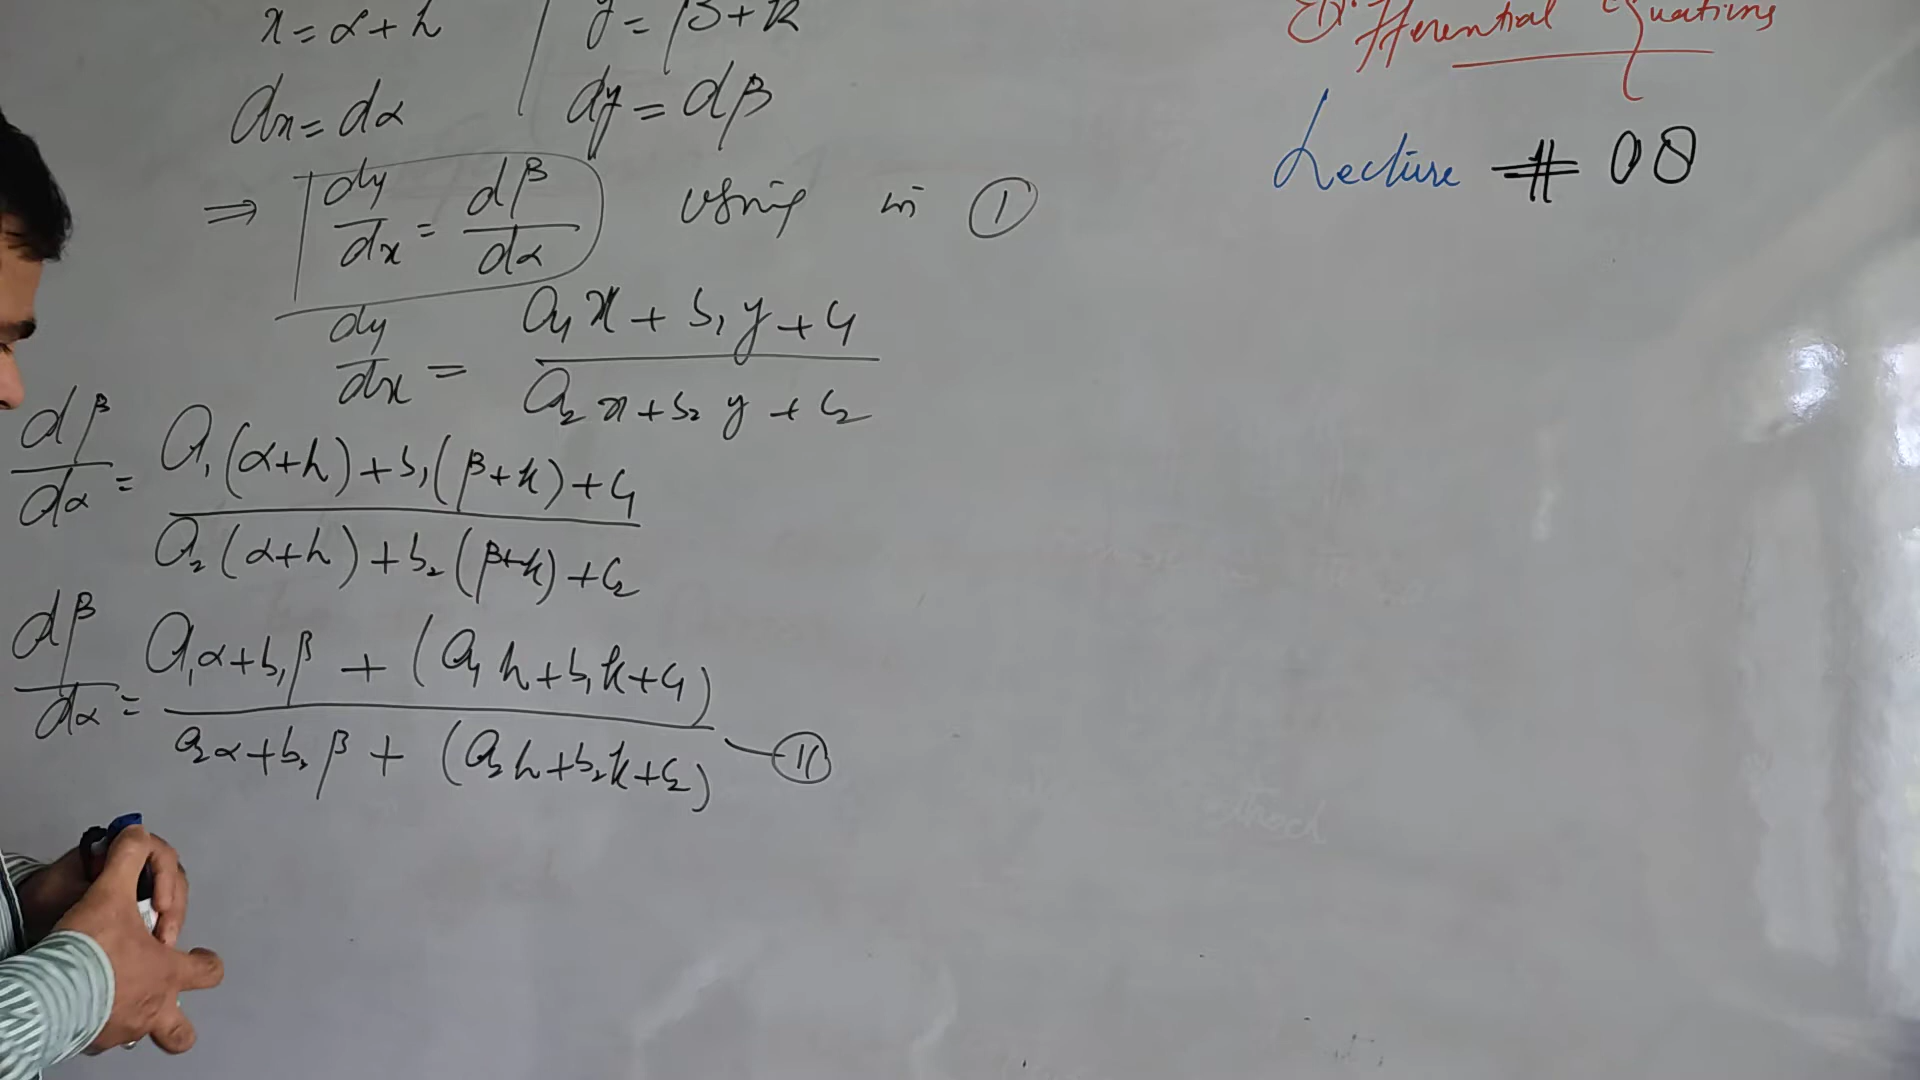 x = α + h | y = β + k
dx = dα dy = dβ
⇒ dy/dx = dβ/dα using in Ⅰ
dy/dx = (a₁x + b₁y + c₁)/(a₂x + b₂y + c₂)
dβ/dα = (a₁(α+h) + b₁(β+k) + c₁)/(a₂(α+h) + b₂(β+k) + c₂)
dβ/dα = (a₁α + b₁β + (a₁h + b₁k + c₁))/(a₂α + b₂β + (a₂h + b₂k + c₂)) — Ⅱ
Differential Equations
Lecture # 08